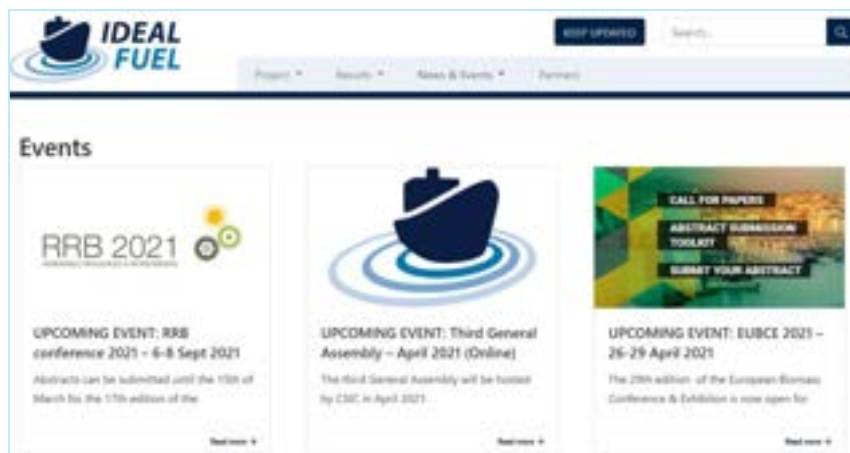 IDEAL
FUEL
KEEP UPDATED
Search...
Project
Results
News & Events
Partners
Events
RRB 2021
UPCOMING EVENT: RRB
conference 2021 – 6-8 Sept 2021
Abstracts can be submitted until the 15th of
March for the 17th edition of the
Read more →
UPCOMING EVENT: Third General
Assembly – April 2021 (Online)
The third General Assembly will be hosted
by CSIC in April 2021
Read more →
CALL FOR PAPERS
ABSTRACT SUBMISSION
TOOLKIT
SUBMIT YOUR ABSTRACT
UPCOMING EVENT: EUBCE 2021 –
26-29 April 2021
The 29th edition of the European Biomass
Conference & Exhibition is now open for
Read more →